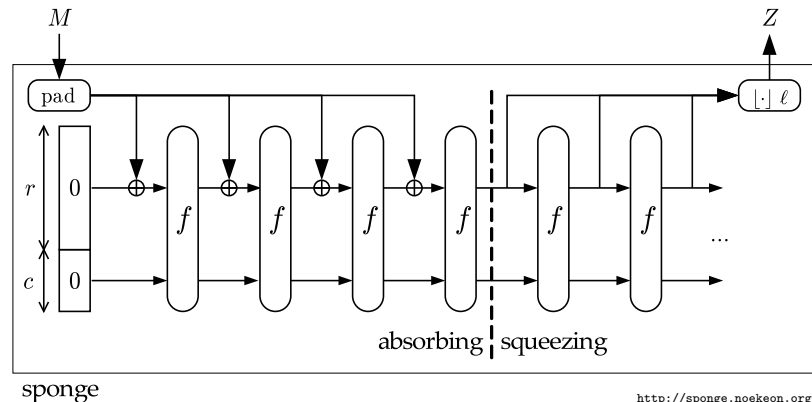 M
Z
pad
⌊·⌋ ℓ
r
0
f
f
f
f
f
f
...
c
0
absorbing
squeezing
sponge
http://sponge.noekeon.org